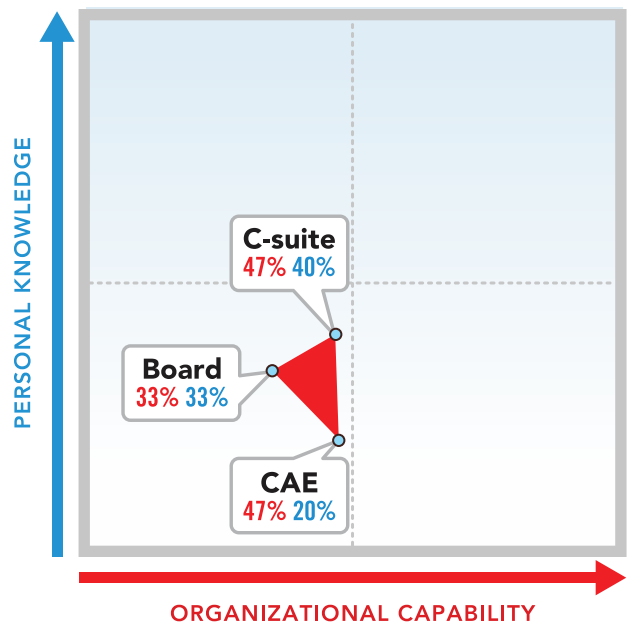 PERSONAL KNOWLEDGE
C-suite
47% 40%
Board
33% 33%
CAE
47% 20%
ORGANIZATIONAL CAPABILITY